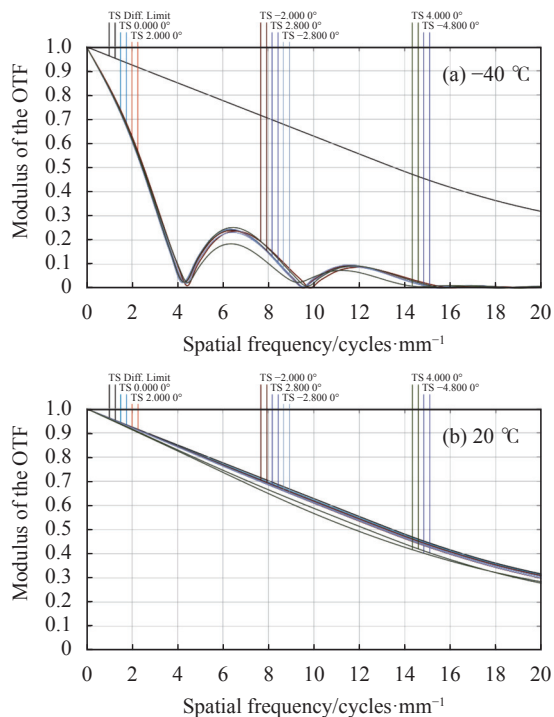 TS Diff. Limit
TS 0.000 0°
TS 2.000 0°
TS −2.000 0°
TS 2.800 0°
TS −2.800 0°
TS 4.000 0°
TS −4.800 0°
(a) −40 ℃
Modulus of the OTF
1.0
0.9
0.8
0.7
0.6
0.5
0.4
0.3
0.2
0.1
0
0 2 4 6 8 10 12 14 16 18 20
Spatial frequency/cycles·mm⁻¹
TS Diff. Limit
TS 0.000 0°
TS 2.000 0°
TS −2.000 0°
TS 2.800 0°
TS −2.800 0°
TS 4.000 0°
TS −4.800 0°
(b) 20 ℃
Modulus of the OTF
1.0
0.9
0.8
0.7
0.6
0.5
0.4
0.3
0.2
0.1
0
0 2 4 6 8 10 12 14 16 18 20
Spatial frequency/cycles·mm⁻¹